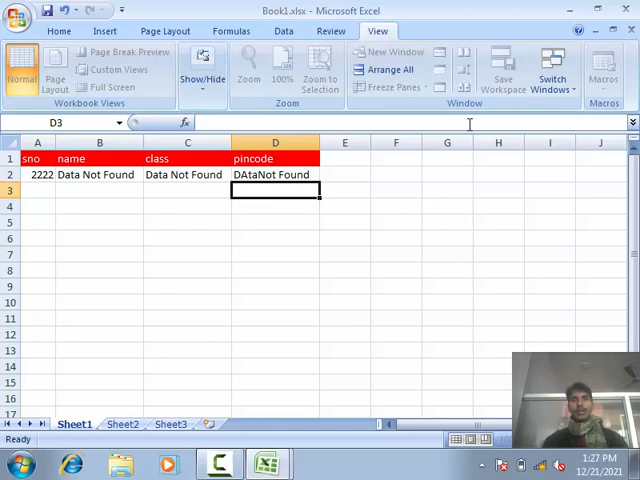 Book1.xlsx - Microsoft Excel
Home Insert Page Layout Formulas Data Review View
Normal
Page Layout
Page Break Preview
Custom Views
Full Screen
Workbook Views
Show/Hide
Zoom
100%
Zoom to Selection
Zoom
New Window
Arrange All
Freeze Panes
Save Workspace
Switch Windows
Window
Macros
Macros
D3 fx
A B C D E F G H I J
1 sno name class pincode
2 2222 Data Not Found Data Not Found DAtaNot Found
3
4
5
6
7
8
9
10
11
12
13
14
15
16
17
Sheet1 Sheet2 Sheet3
Ready
1:27 PM
12/21/2021